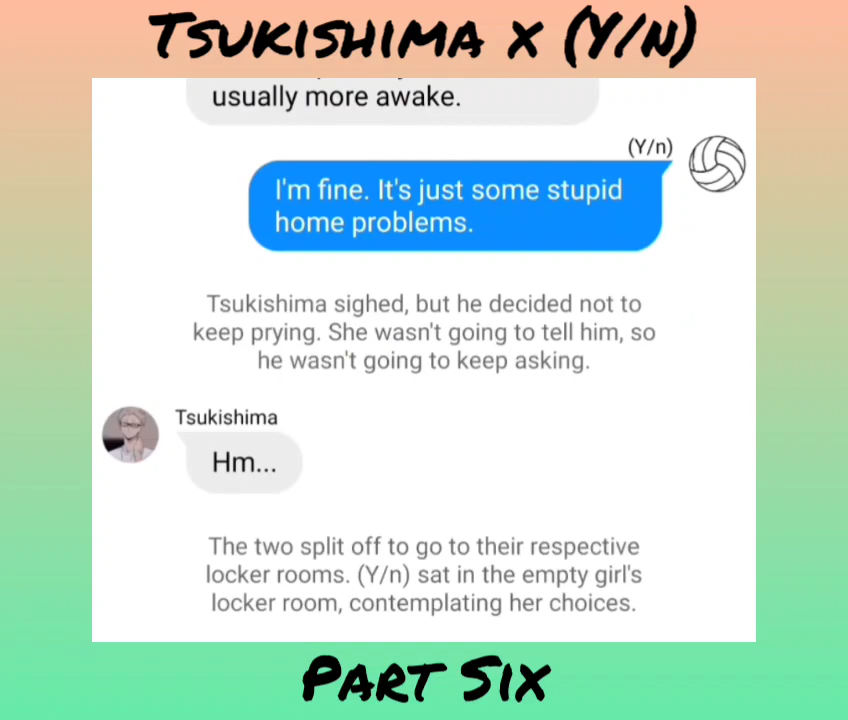 Tsukishima x (Y/n)
usually more awake.
(Y/n)
I'm fine. It's just some stupid
home problems.
Tsukishima sighed, but he decided not to
keep prying. She wasn't going to tell him, so
he wasn't going to keep asking.
Tsukishima
Hm...
The two split off to go to their respective
locker rooms. (Y/n) sat in the empty girl's
locker room, contemplating her choices.
Part Six